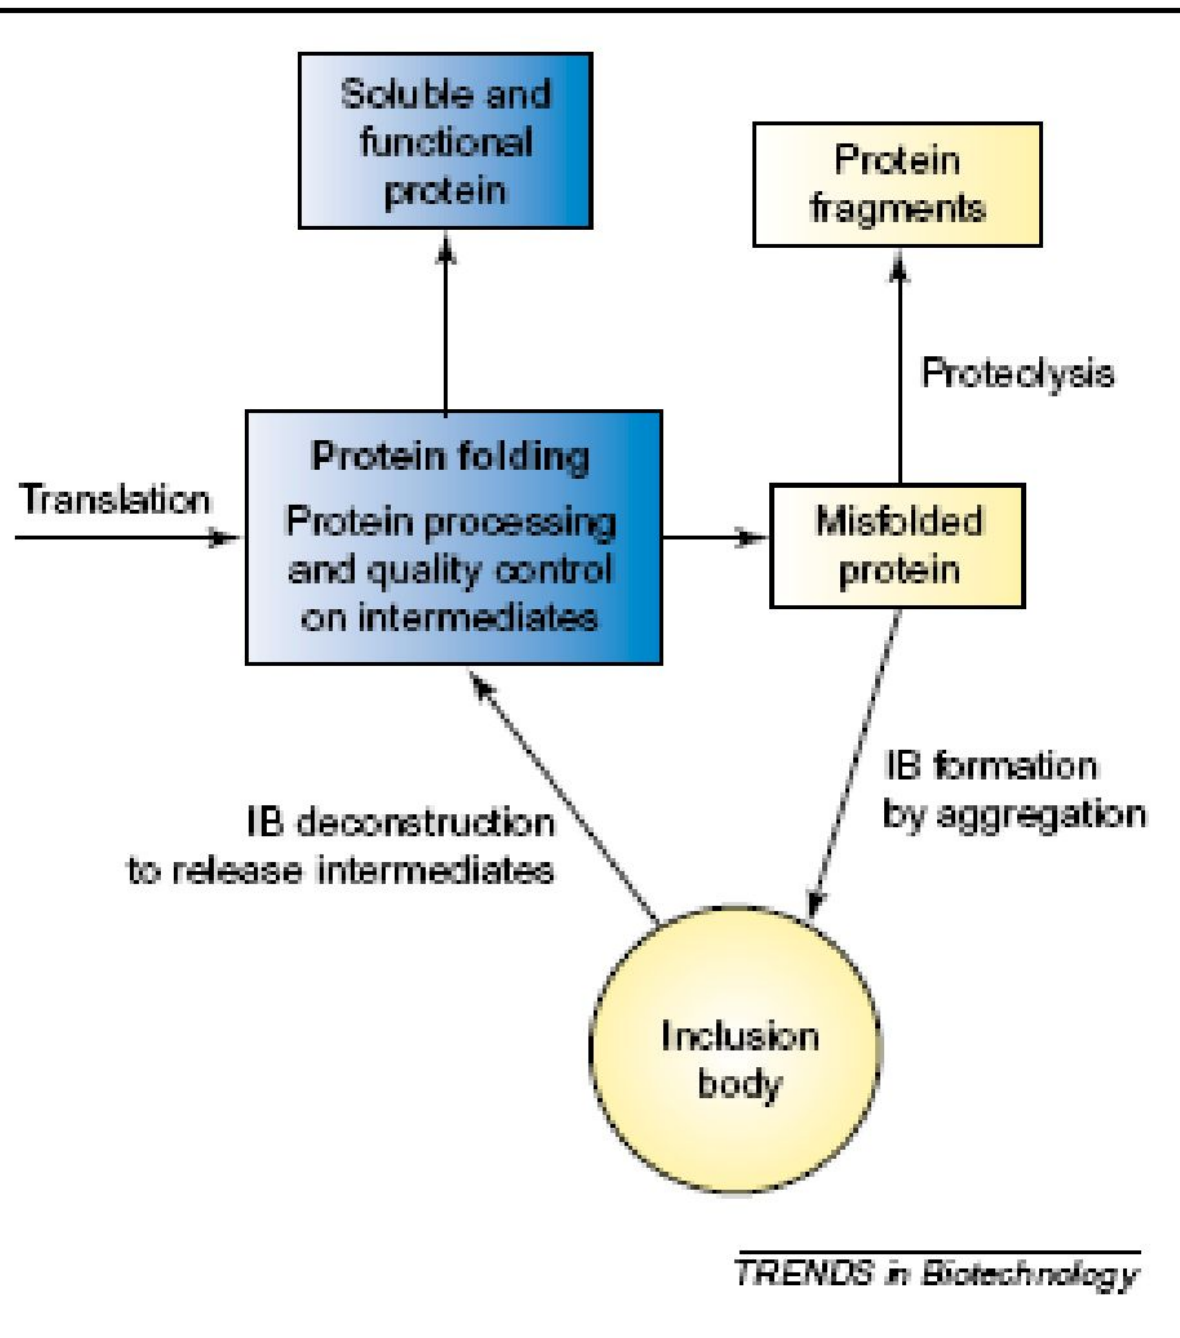 Soluble and
functional
protein
Protein
fragments
Proteolysis
Translation
Protein folding
Protein processing
and quality control
on intermediates
Misfolded
protein
IB formation
by aggregation
IB deconstruction
to release intermediates
Inclusion
body
TRENDS in Biotechnology